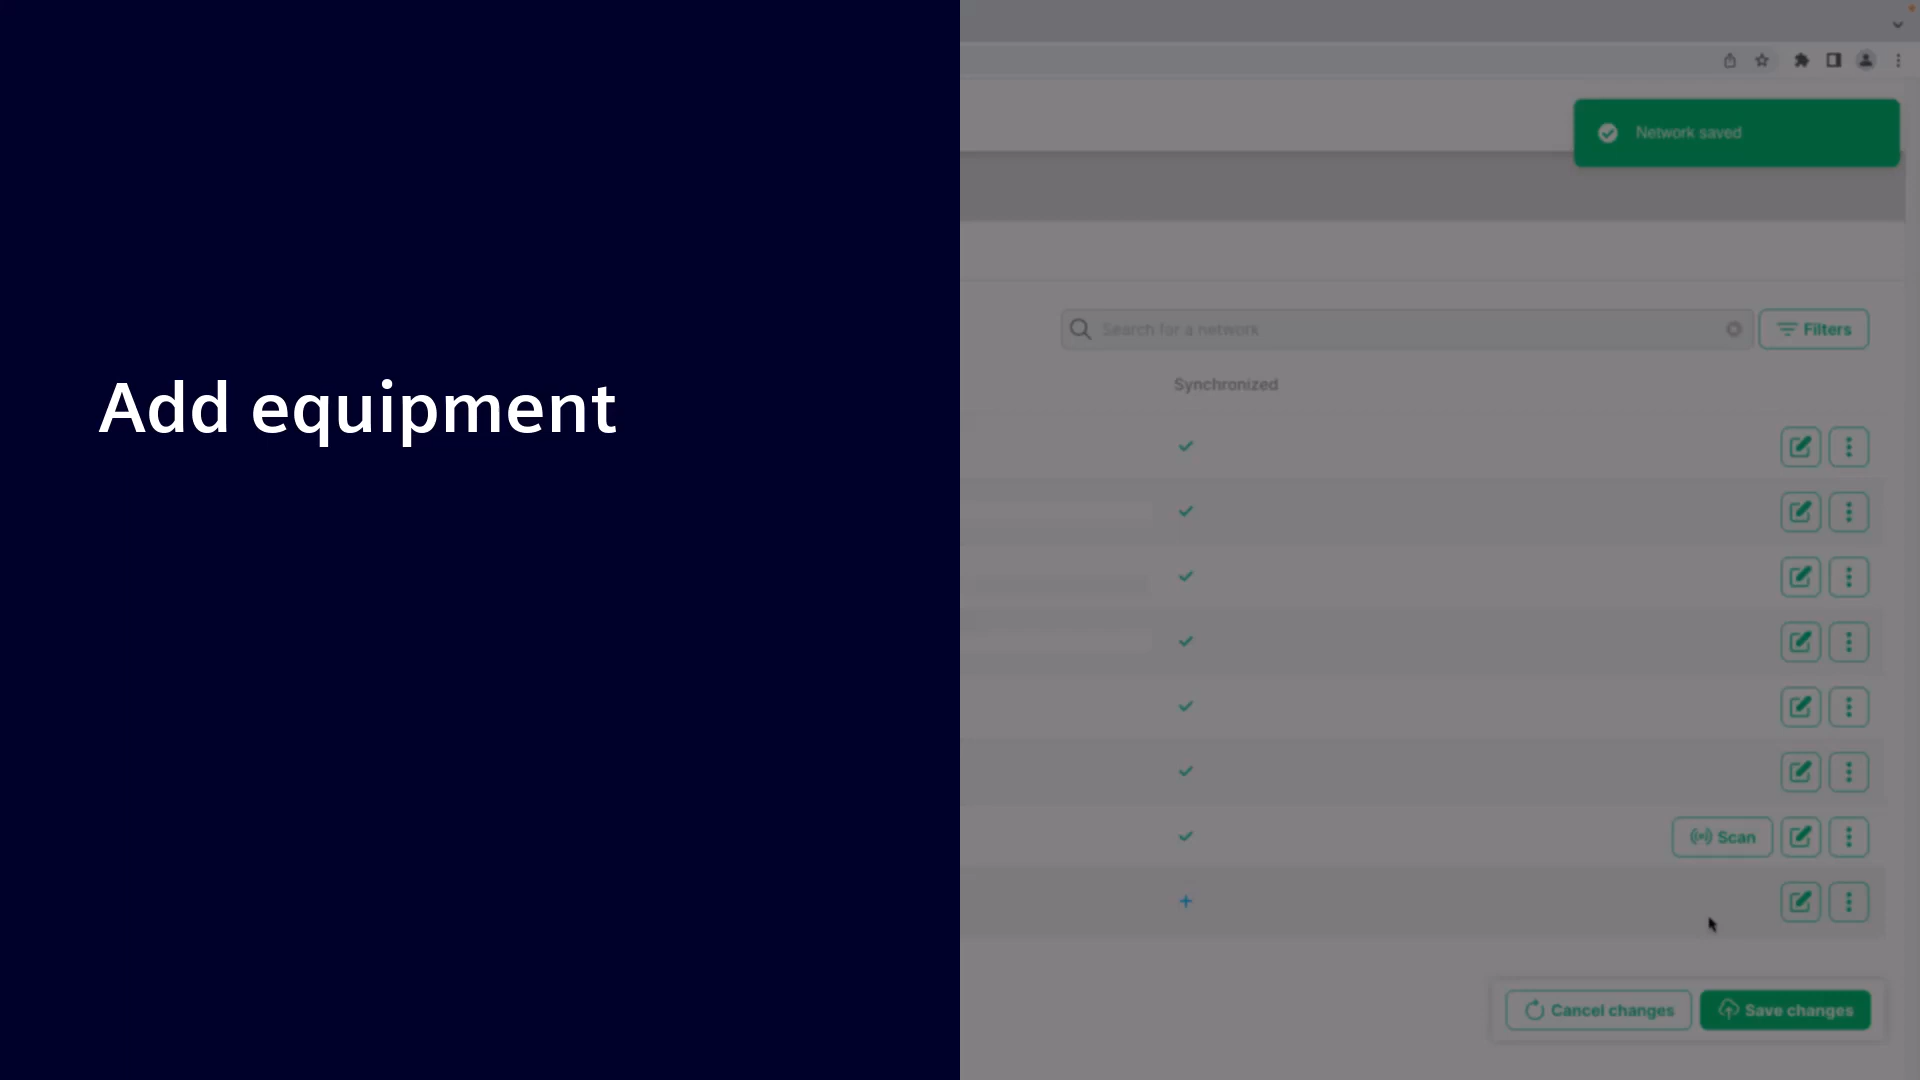 Add equipment
Network saved
Search for a network
Filters
Synchronized
Scan
Cancel changes
Save changes